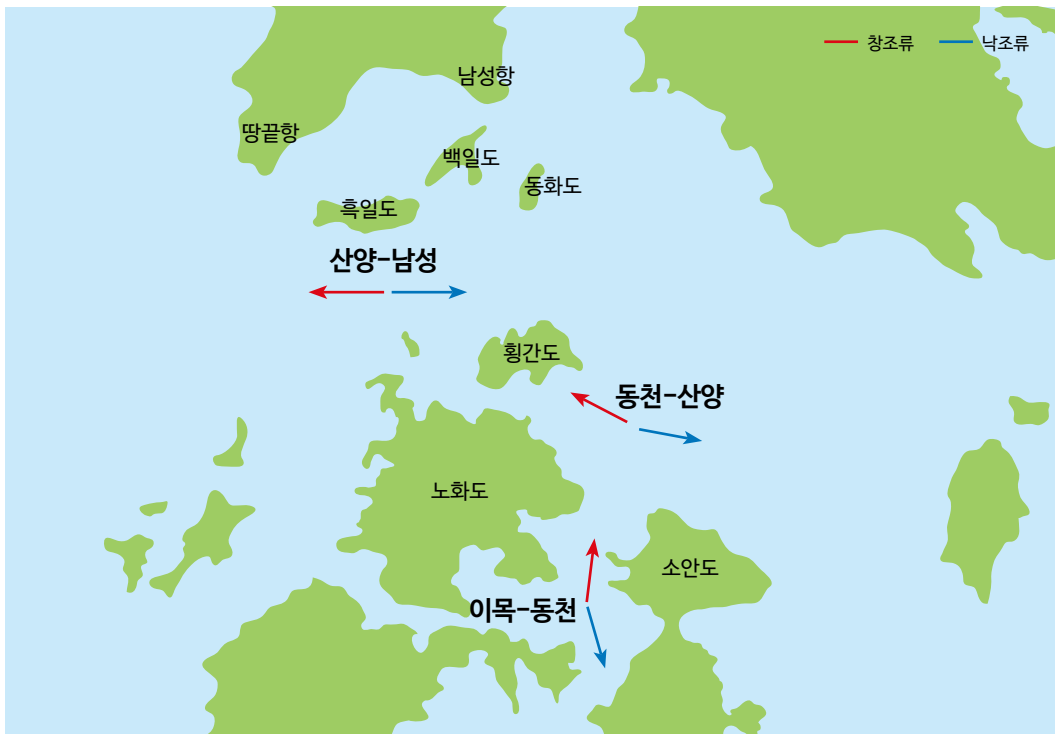 창조류
낙조류
남성항
땅끝항
백일도
동화도
흑일도
산양-남성
횡간도
동천-산양
노화도
소안도
이목-동천